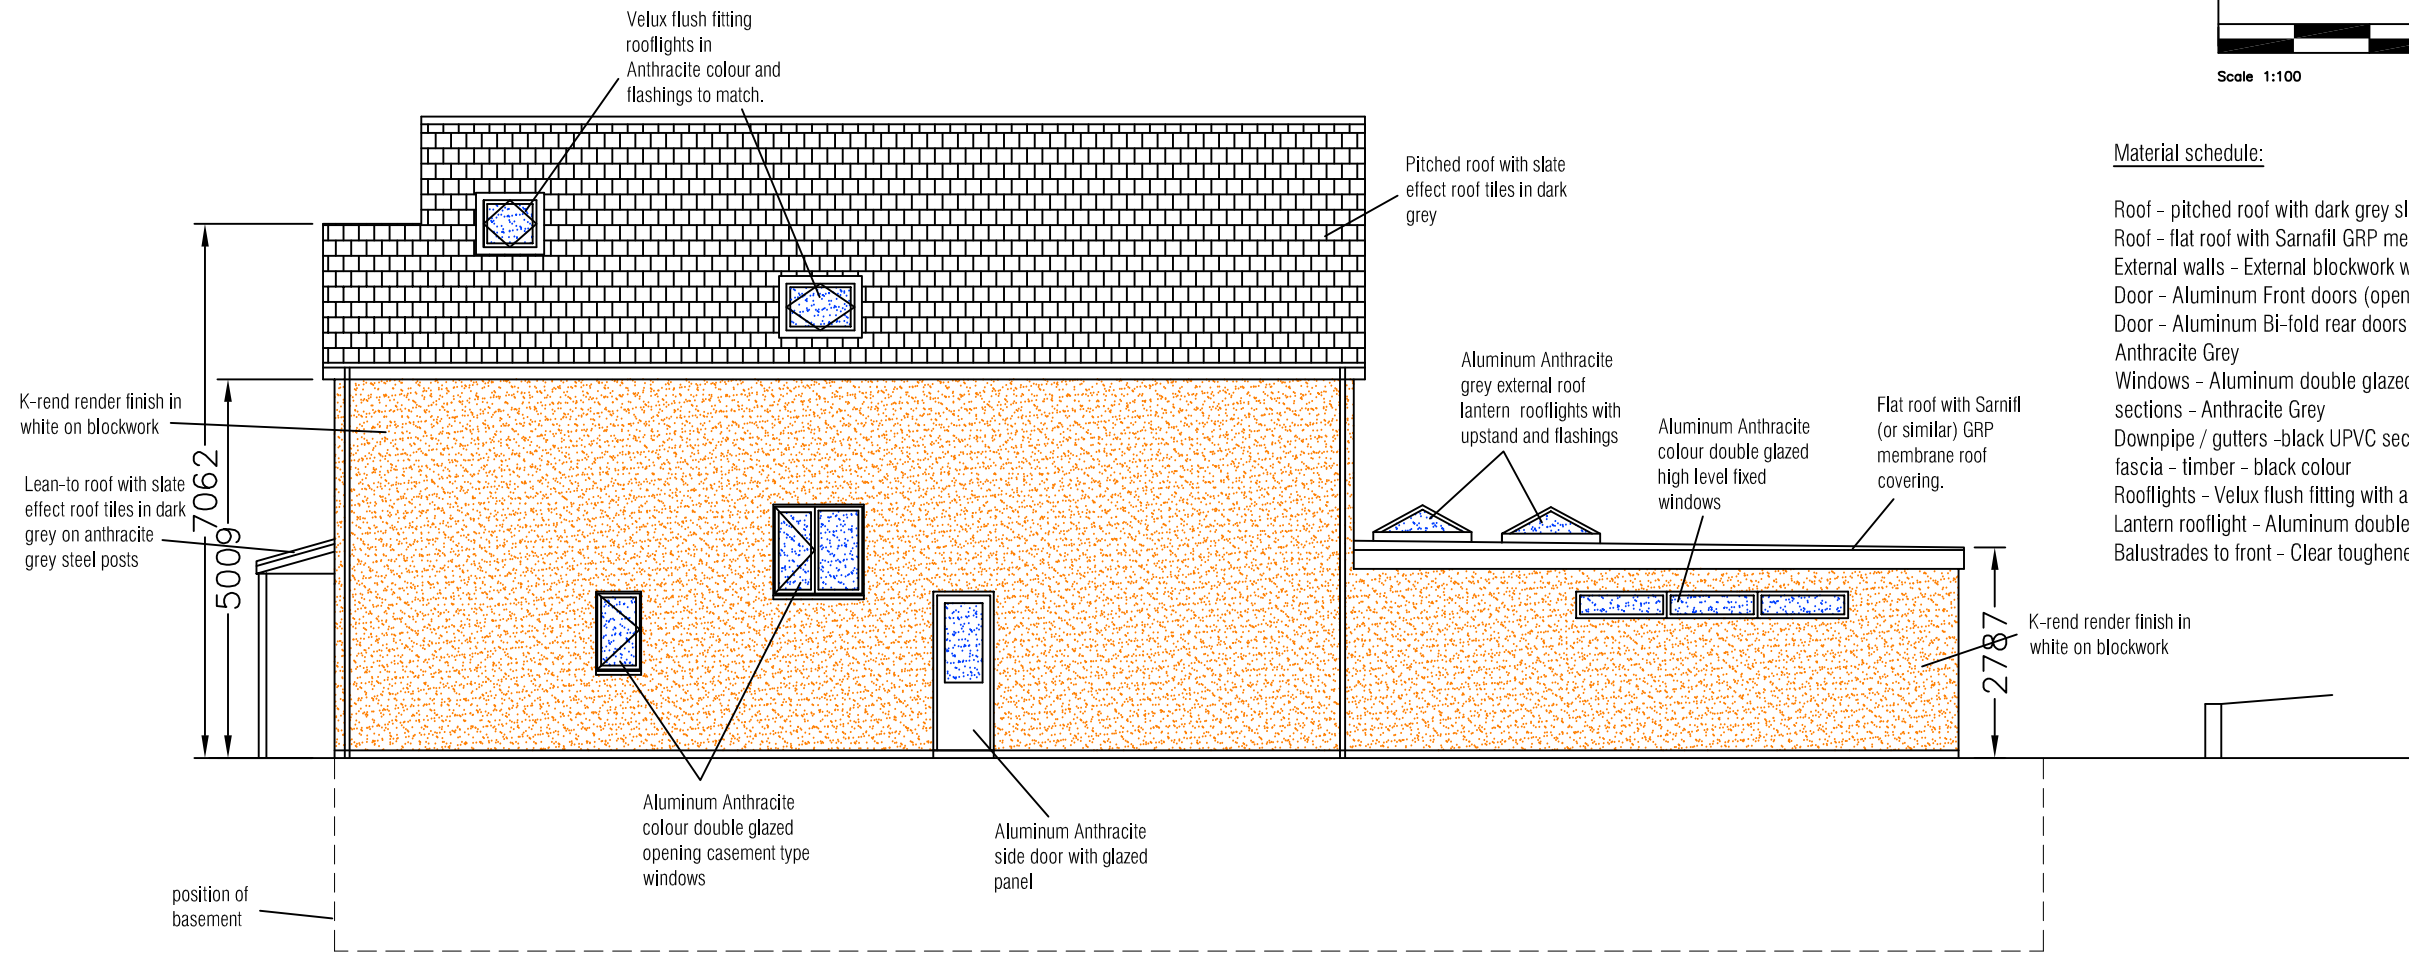 Velux flush fitting
rooflights in
Anthracite colour and
flashings to match.
Scale 1:100
Material schedule:
Pitched roof with slate
effect roof tiles in dark
grey
Roof - pitched roof with dark grey
Roof - flat roof with Sarnafil GRP
External walls - External blockwork
Door - Aluminum Front doors
Door - Aluminum Bi-fold rear doors
Anthracite Grey
Windows - Aluminum double glazed
sections - Anthracite Grey
Downpipe / gutters -black UPVC
fascia - timber - black colour
Rooflights - Velux flush fitting with
Lantern rooflight - Aluminum double
Balustrades to front - Clear
K-rend render finish in
white on blockwork
Lean-to roof with slate
effect roof tiles in dark
grey on anthracite
grey steel posts
7062
5009
Aluminum Anthracite
grey external roof
lantern rooflights with
upstand and flashings
Aluminum Anthracite
colour double glazed
high level fixed
windows
Flat roof with Sarnifl
(or similar) GRP
membrane roof
covering.
2787
K-rend render finish in
white on blockwork
Aluminum Anthracite
colour double glazed
opening casement type
windows
Aluminum Anthracite
side door with glazed
panel
position of
basement